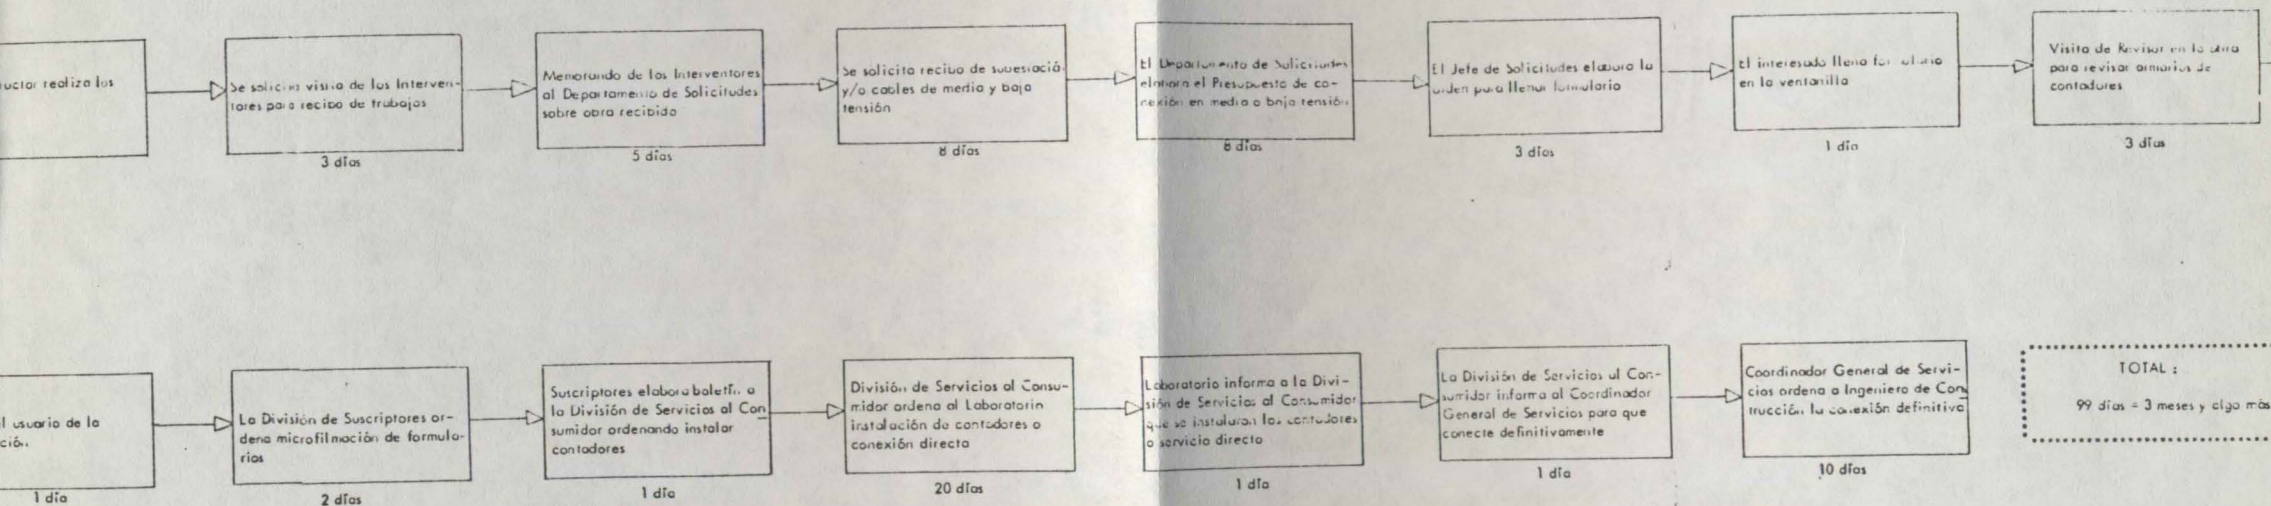 uctor realiza los
Se solicita visita de los Interven-
tores para recibo de trabajos
3 días
Memorando de los Interventores
al Departamento de Solicitudes
sobre obra recibida
5 días
Se solicita recibo de subestació
y/o cables de media y baja
tensión
8 días
El Departamento de Solicitudes
elabora el Presupuesto de co-
nexión en media o baja tensión
8 días
El Jefe de Solicitudes elabora la
orden para llenar formulario
3 días
El interesado llena formulario
en la ventanilla
1 día
Visita de Revisor en la obra
para revisar armarios de
contadores
3 días
l usuario de la
ción.
1 día
La División de Suscriptores or-
dena microfilmación de formula-
rios
2 días
Suscriptores elabora boletín a
la División de Servicios al Con
sumidor ordenando instalar
contadores
1 día
División de Servicios al Consu-
midor ordena al Laboratorio
instalación de contadores o
conexión directa
20 días
Laboratorio informa a la Divi-
sión de Servicios al Consumidor
que se instalaron los contadores
o servicio directo
1 día
La División de Servicios al Con-
sumidor informa al Coordinador
General de Servicios para que
conecte definitivamente
1 día
Coordinador General de Servi-
cios ordena a Ingeniero de Con
trucción la conexión definitiva
10 días
TOTAL :
99 días = 3 meses y algo más